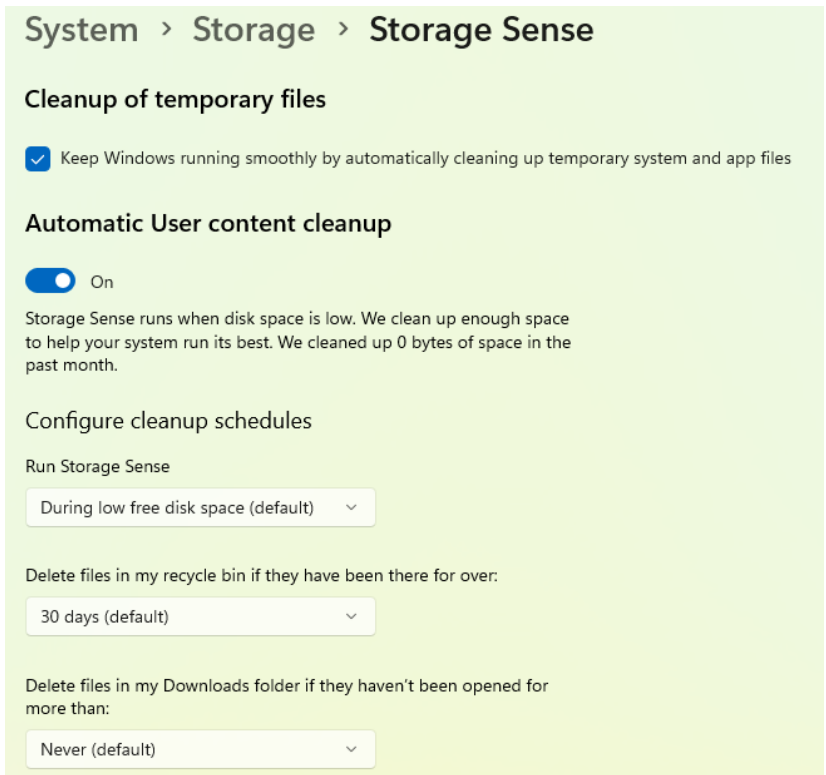 System > Storage > Storage Sense
Cleanup of temporary files
Keep Windows running smoothly by automatically cleaning up temporary system and app files
Automatic User content cleanup
On
Storage Sense runs when disk space is low. We clean up enough space
to help your system run its best. We cleaned up 0 bytes of space in the
past month.
Configure cleanup schedules
Run Storage Sense
During low free disk space (default)
Delete files in my recycle bin if they have been there for over:
30 days (default)
Delete files in my Downloads folder if they haven't been opened for
more than:
Never (default)